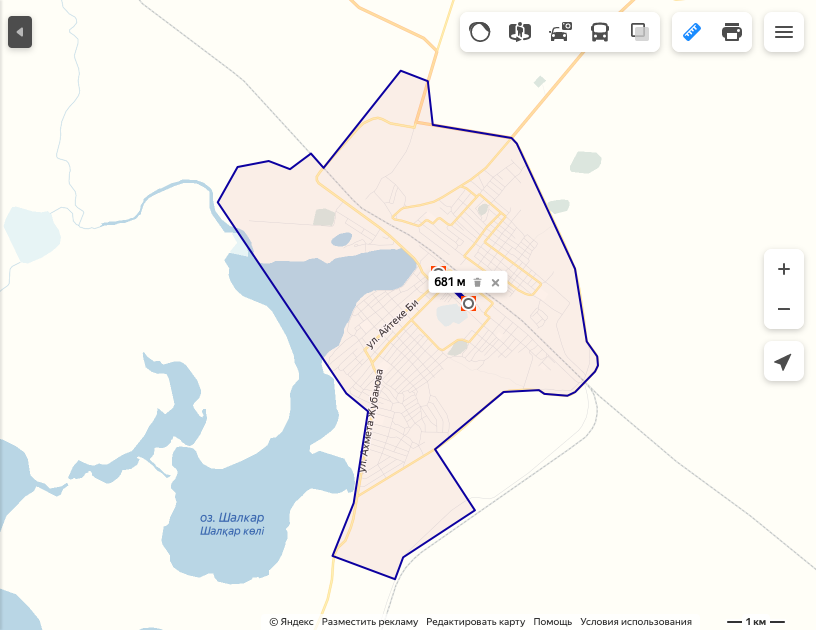 681 м
ул. Айтеке Би
ул. Ахмета Жубанова
оз. Шалкар
Шалқар көлі
© Яндекс Разместить рекламу Редактировать карту Помощь Условия использования
1 км